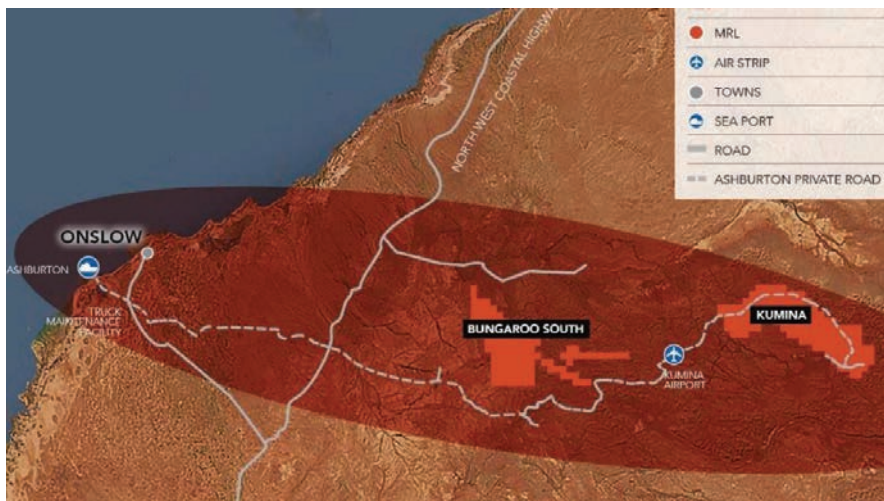 MRL
AIR STRIP
TOWNS
SEA PORT
ROAD
ASHBURTON PRIVATE ROAD
NORTH WEST COASTAL HIGHWAY
ONSLOW
ASHBURTON
TRUCK
MAINTENANCE
FACILITY
BUNGAROO SOUTH
KUMINA
KUMINA
AIRPORT